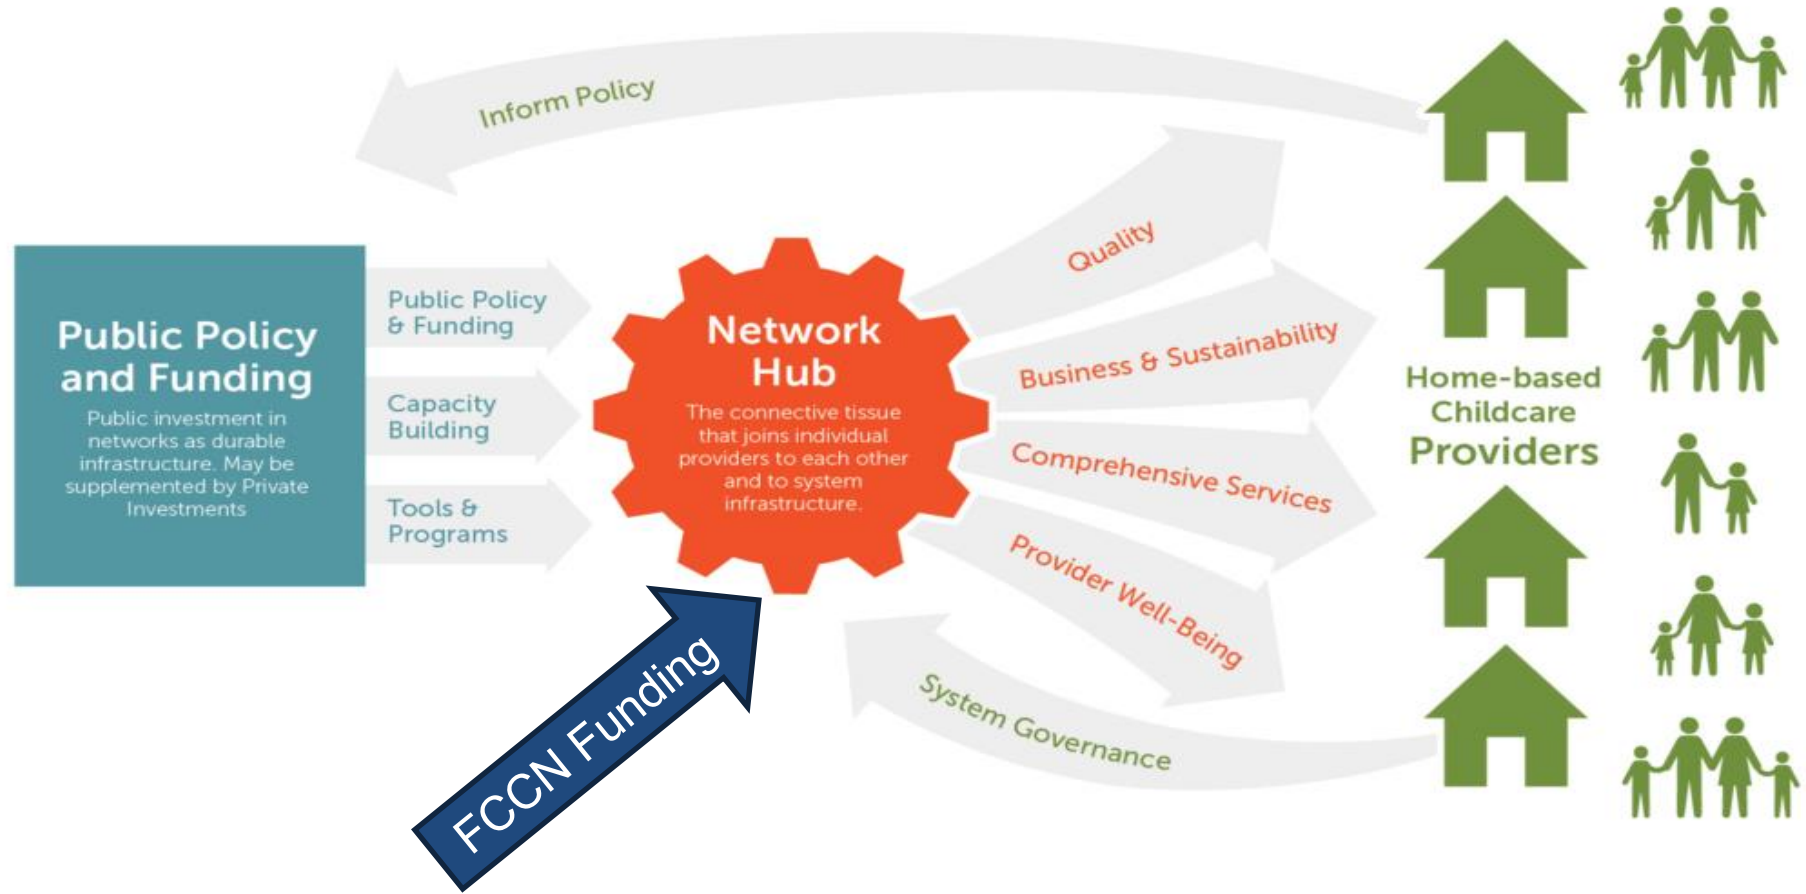 Inform Policy
Public Policy
and Funding
Public investment in
networks as durable
infrastructure. May be
supplemented by Private
Investments
Public Policy
& Funding
Capacity
Building
Tools &
Programs
Network
Hub
The connective tissue
that joins individual
providers to each other
and to system
infrastructure.
Quality
Business & Sustainability
Comprehensive Services
Provider Well-Being
System Governance
FCCN Funding
Home-based
Childcare
Providers